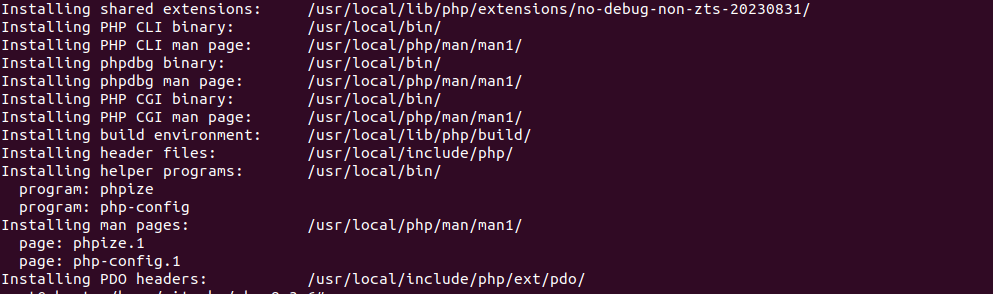 Installing shared extensions:     /usr/local/lib/php/extensions/no-debug-non-zts-20230831/
Installing PHP CLI binary:        /usr/local/bin/
Installing PHP CLI man page:      /usr/local/php/man/man1/
Installing phpdbg binary:         /usr/local/bin/
Installing phpdbg man page:       /usr/local/php/man/man1/
Installing PHP CGI binary:        /usr/local/bin/
Installing PHP CGI man page:      /usr/local/php/man/man1/
Installing build environment:     /usr/local/lib/php/build/
Installing header files:          /usr/local/include/php/
Installing helper programs:       /usr/local/bin/
  program: phpize
  program: php-config
Installing man pages:             /usr/local/php/man/man1/
  page: phpize.1
  page: php-config.1
Installing PDO headers:           /usr/local/include/php/ext/pdo/